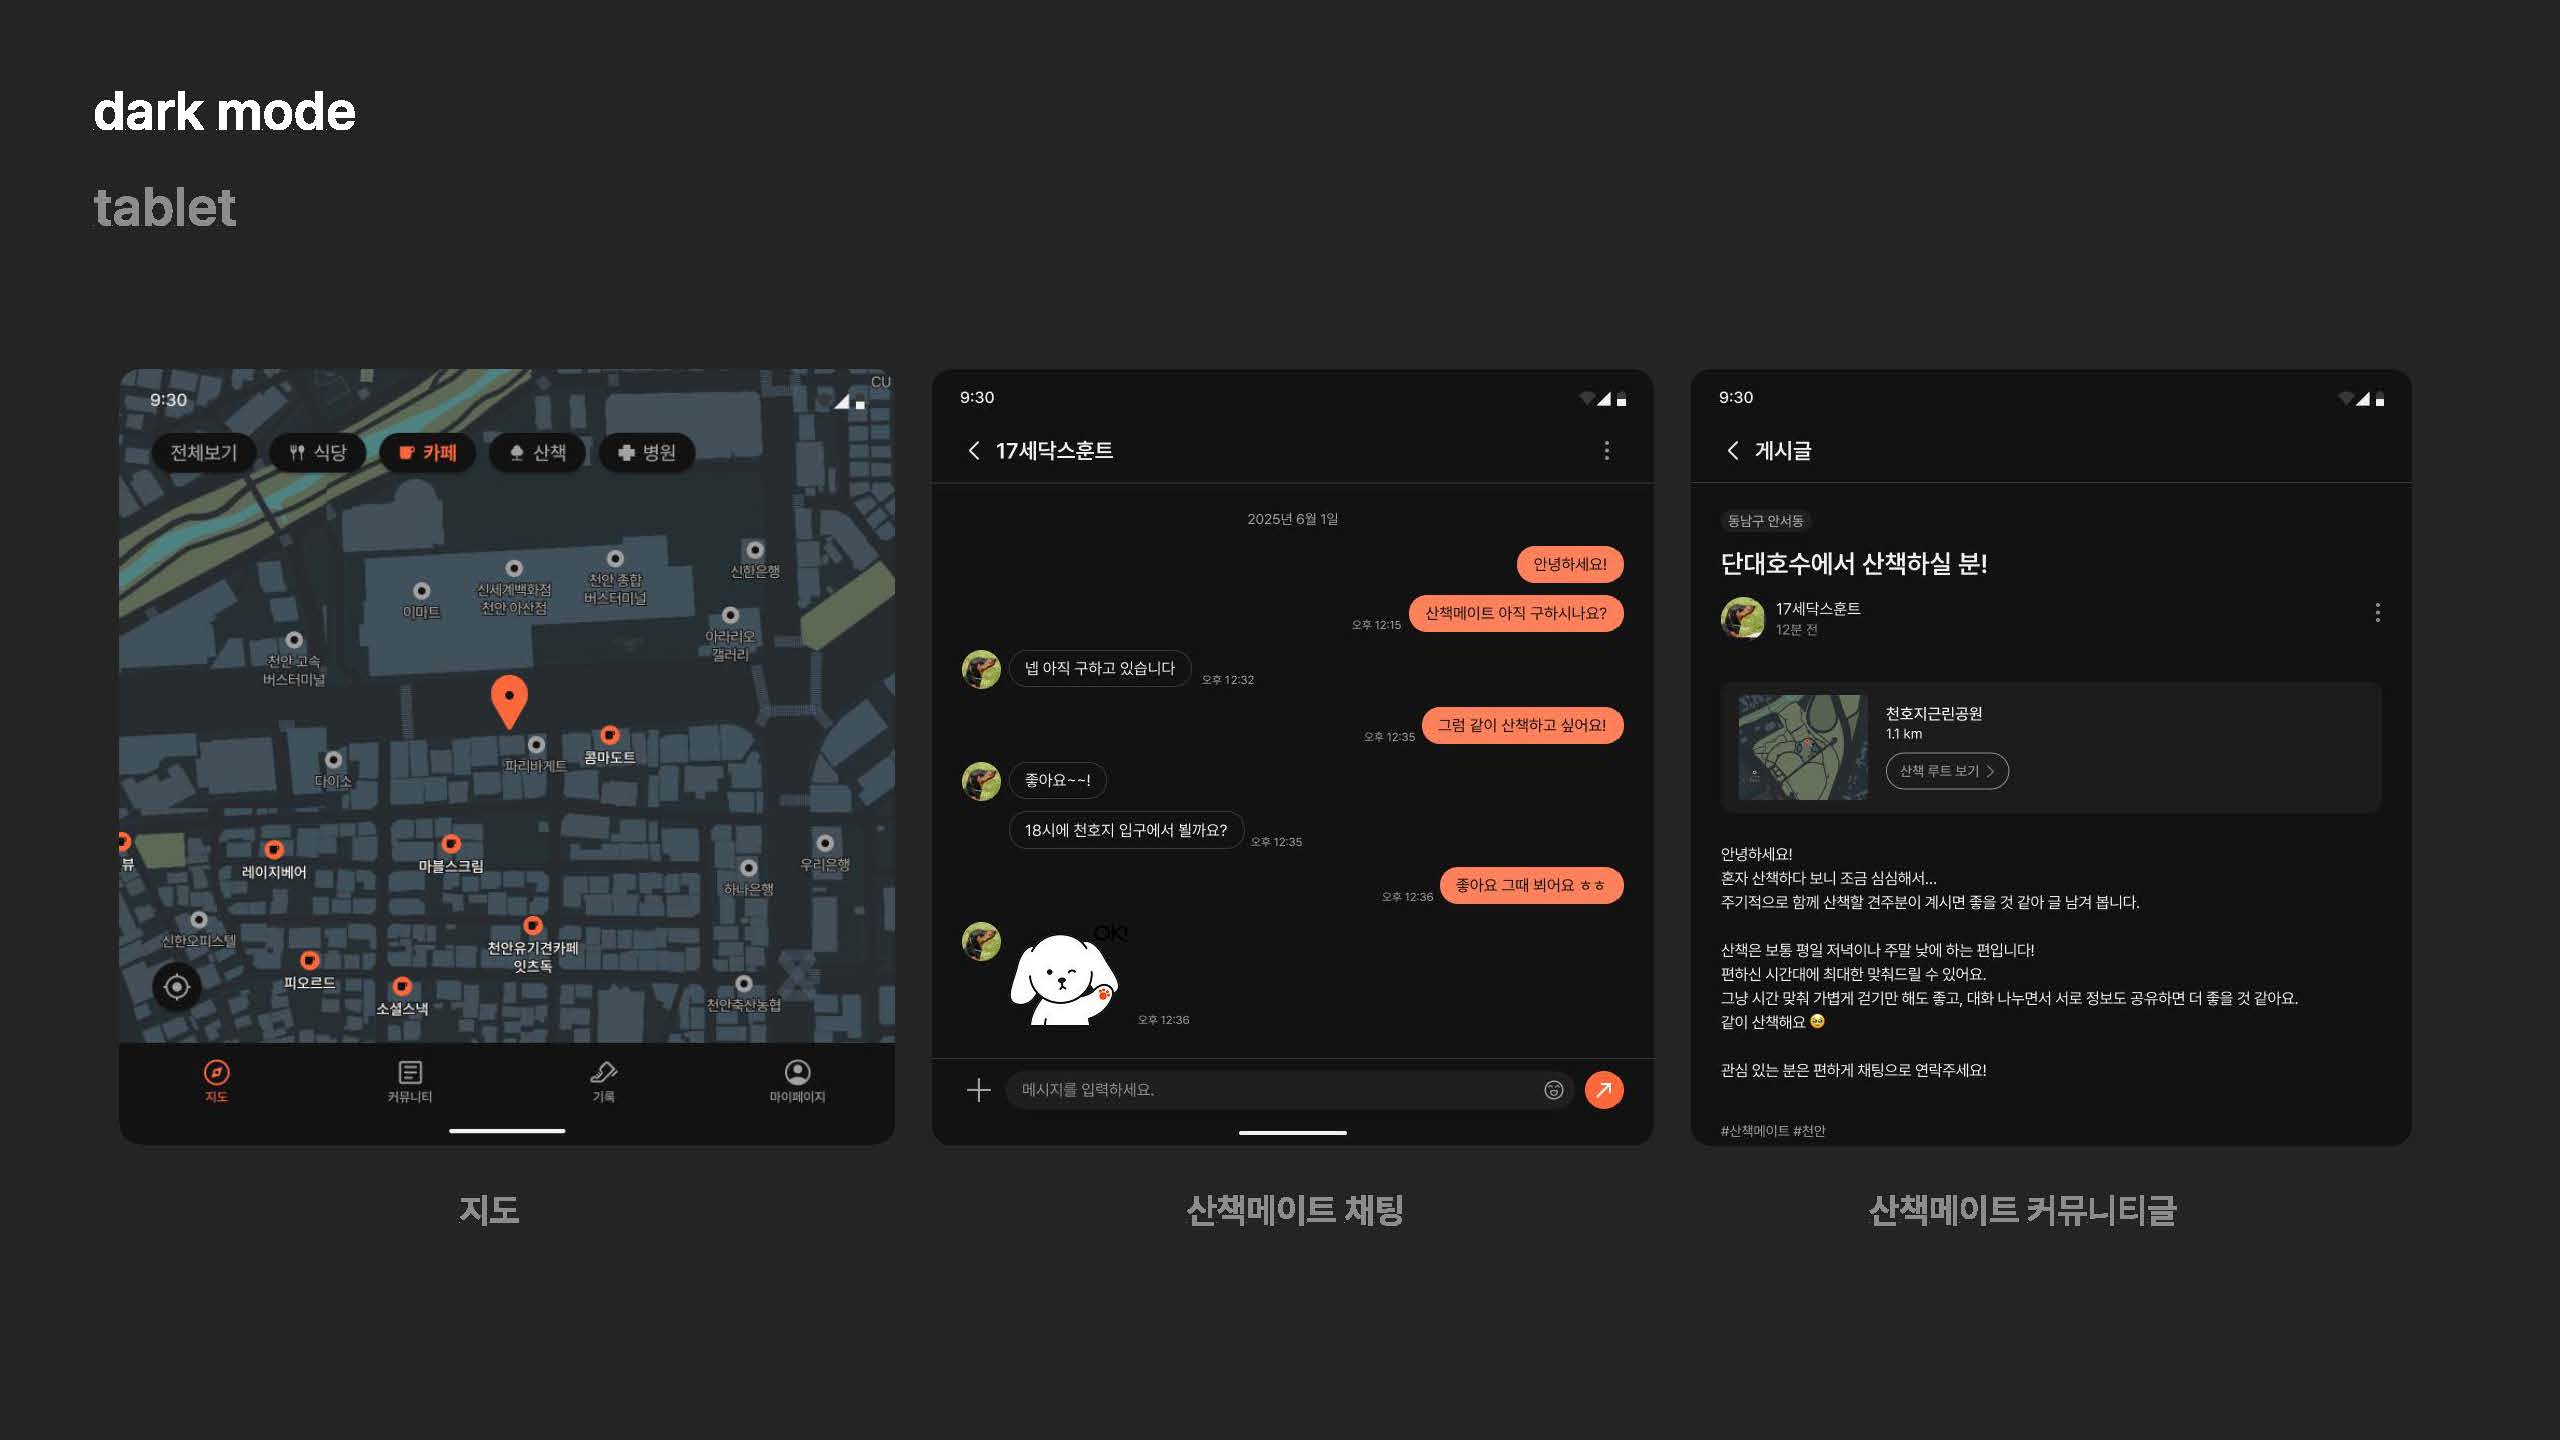 dark mode
tablet
CU
9:30
전체보기
식당
카페
산책
병원
신한은행
천안 종합
버스터미널
신세계백화점
천안 아산점
이마트
아라리오
갤러리
천안 고속
버스터미널
콤마도트
파리바게트
다이소
뷰
레이지베어
마블스크림
우리은행
하나은행
신한오피스텔
천안유기견카페
잇츠독
피오르드
소설스낵
천안축산농협
지도
커뮤니티
기록
마이페이지
지도
9:30
17세닥스훈트
2025년 6월 1일
안녕하세요!
산책메이트 아직 구하시나요?
오후 12:15
넵 아직 구하고 있습니다
오후 12:32
그럼 같이 산책하고 싶어요!
오후 12:35
좋아요~~!
18시에 천호지 입구에서 뵐까요?
오후 12:35
좋아요 그때 뵈어요 ㅎㅎ
오후 12:36
OK!
오후 12:36
메시지를 입력하세요.
산책메이트 채팅
9:30
게시글
동남구 안서동
단대호수에서 산책하실 분!
17세닥스훈트
12분 전
천호지근린공원
1.1 km
산책 루트 보기
안녕하세요!
혼자 산책하다 보니 조금 심심해서...
주기적으로 함께 산책할 견주분이 계시면 좋을 것 같아 글 남겨 봅니다.
산책은 보통 평일 저녁이나 주말 낮에 하는 편입니다!
편하신 시간대에 최대한 맞춰드릴 수 있어요.
그냥 시간 맞춰 가볍게 걷기만 해도 좋고, 대화 나누면서 서로 정보도 공유하면 더 좋을 것 같아요.
같이 산책해요 🥹
관심 있는 분은 편하게 채팅으로 연락주세요!
#산책메이트 #천안
산책메이트 커뮤니티글